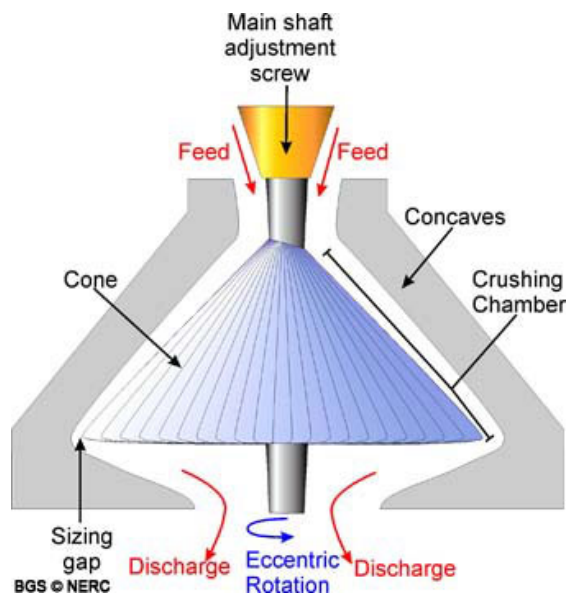 Main shaft
adjustment
screw
Feed
Feed
Concaves
Crushing
Chamber
Cone
Sizing
gap
Discharge
Eccentric
Rotation
Discharge
BGS © NERC